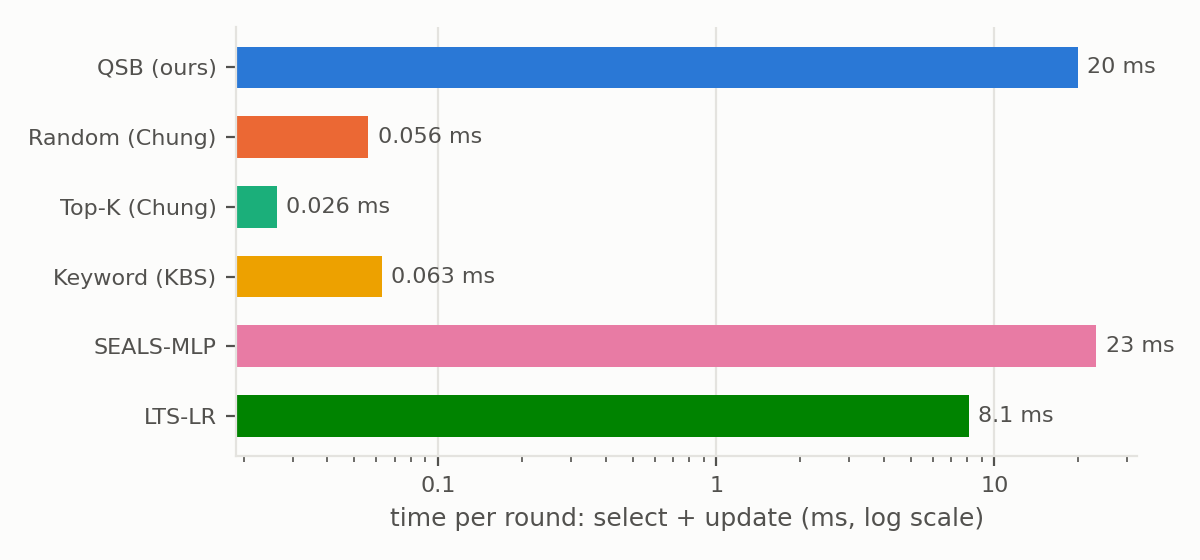 QSB (ours)
20 ms
Random (Chung)
0.056 ms
Top-K (Chung)
0.026 ms
Keyword (KBS)
0.063 ms
SEALS-MLP
23 ms
LTS-LR
8.1 ms
0.1
1
10
time per round: select + update (ms, log scale)